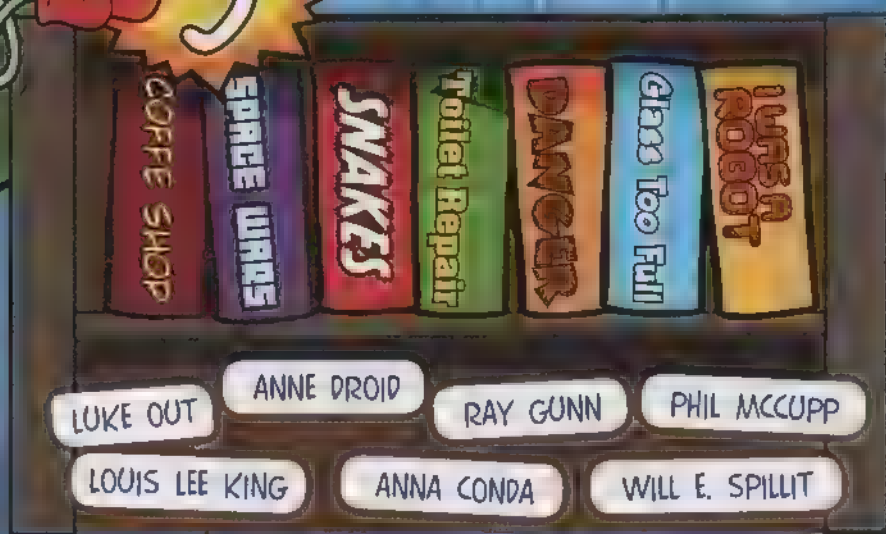 COFFE SHOP
SPACE WARS
SNAKES
Toilet Repair
DANGER
Glass Too Full
I WAS A
ROBOT
LUKE OUT
ANNE DROID
RAY GUNN
PHIL MCCUPP
LOUIS LEE KING
ANNA CONDA
WILL E. SPILLIT